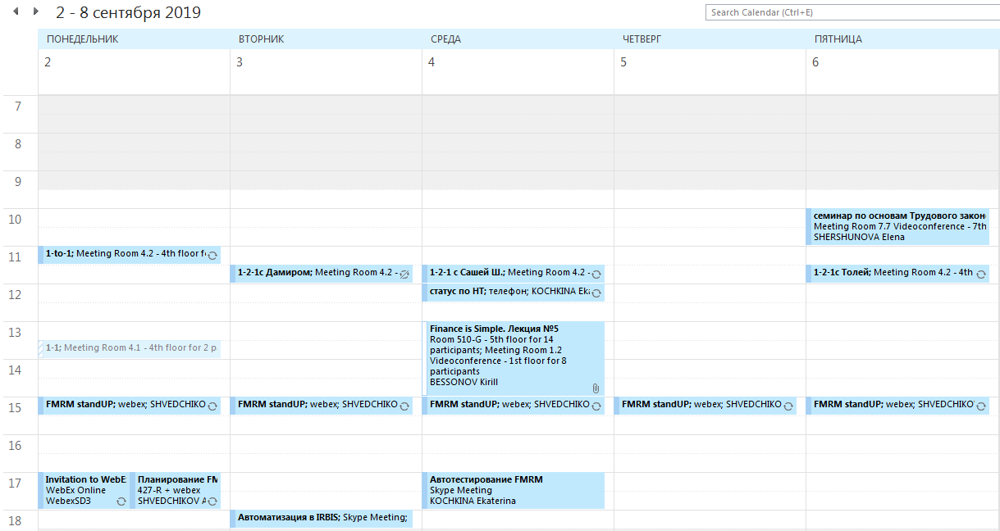 2 - 8 сентября 2019
Search Calendar (Ctrl+E)
ПОНЕДЕЛЬНИК
ВТОРНИК
СРЕДА
ЧЕТВЕРГ
ПЯТНИЦА
2
3
4
5
6
7
8
9
10
семинар по основам Трудового закон
Meeting Room 7.7 Videoconference - 7th
SHERSHUNOVA Elena
11
1-to-1; Meeting Room 4.2 - 4th floor f
1-2-1с Дамиром; Meeting Room 4.2 -
1-2-1 с Сашей Ш.; Meeting Room 4.2 -
1-2-1с Толей; Meeting Room 4.2 - 4th
12
статус по НТ; телефон; KOCHKINA Eka
13
1-1; Meeting Room 4.1 - 4th floor for 2 p
Finance is Simple. Лекция №5
Room 510-G - 5th floor for 14
participants; Meeting Room 1.2
Videoconference - 1st floor for 8
participants
BESSONOV Kirill
14
15
FMRM standUP; webex; SHVEDCHIKO
FMRM standUP; webex; SHVEDCHIKO
FMRM standUP; webex; SHVEDCHIKO
FMRM standUP; webex; SHVEDCHIKO
FMRM standUP; webex; SHVEDCHIKO
16
17
Invitation to WebE
WebEx Online
WebexSD3
Планирование FM
427-R + webex
SHVEDCHIKOV A
Автотестирование FMRM
Skype Meeting
KOCHKINA Ekaterina
18
Автоматизация в IRBIS; Skype Meeting;